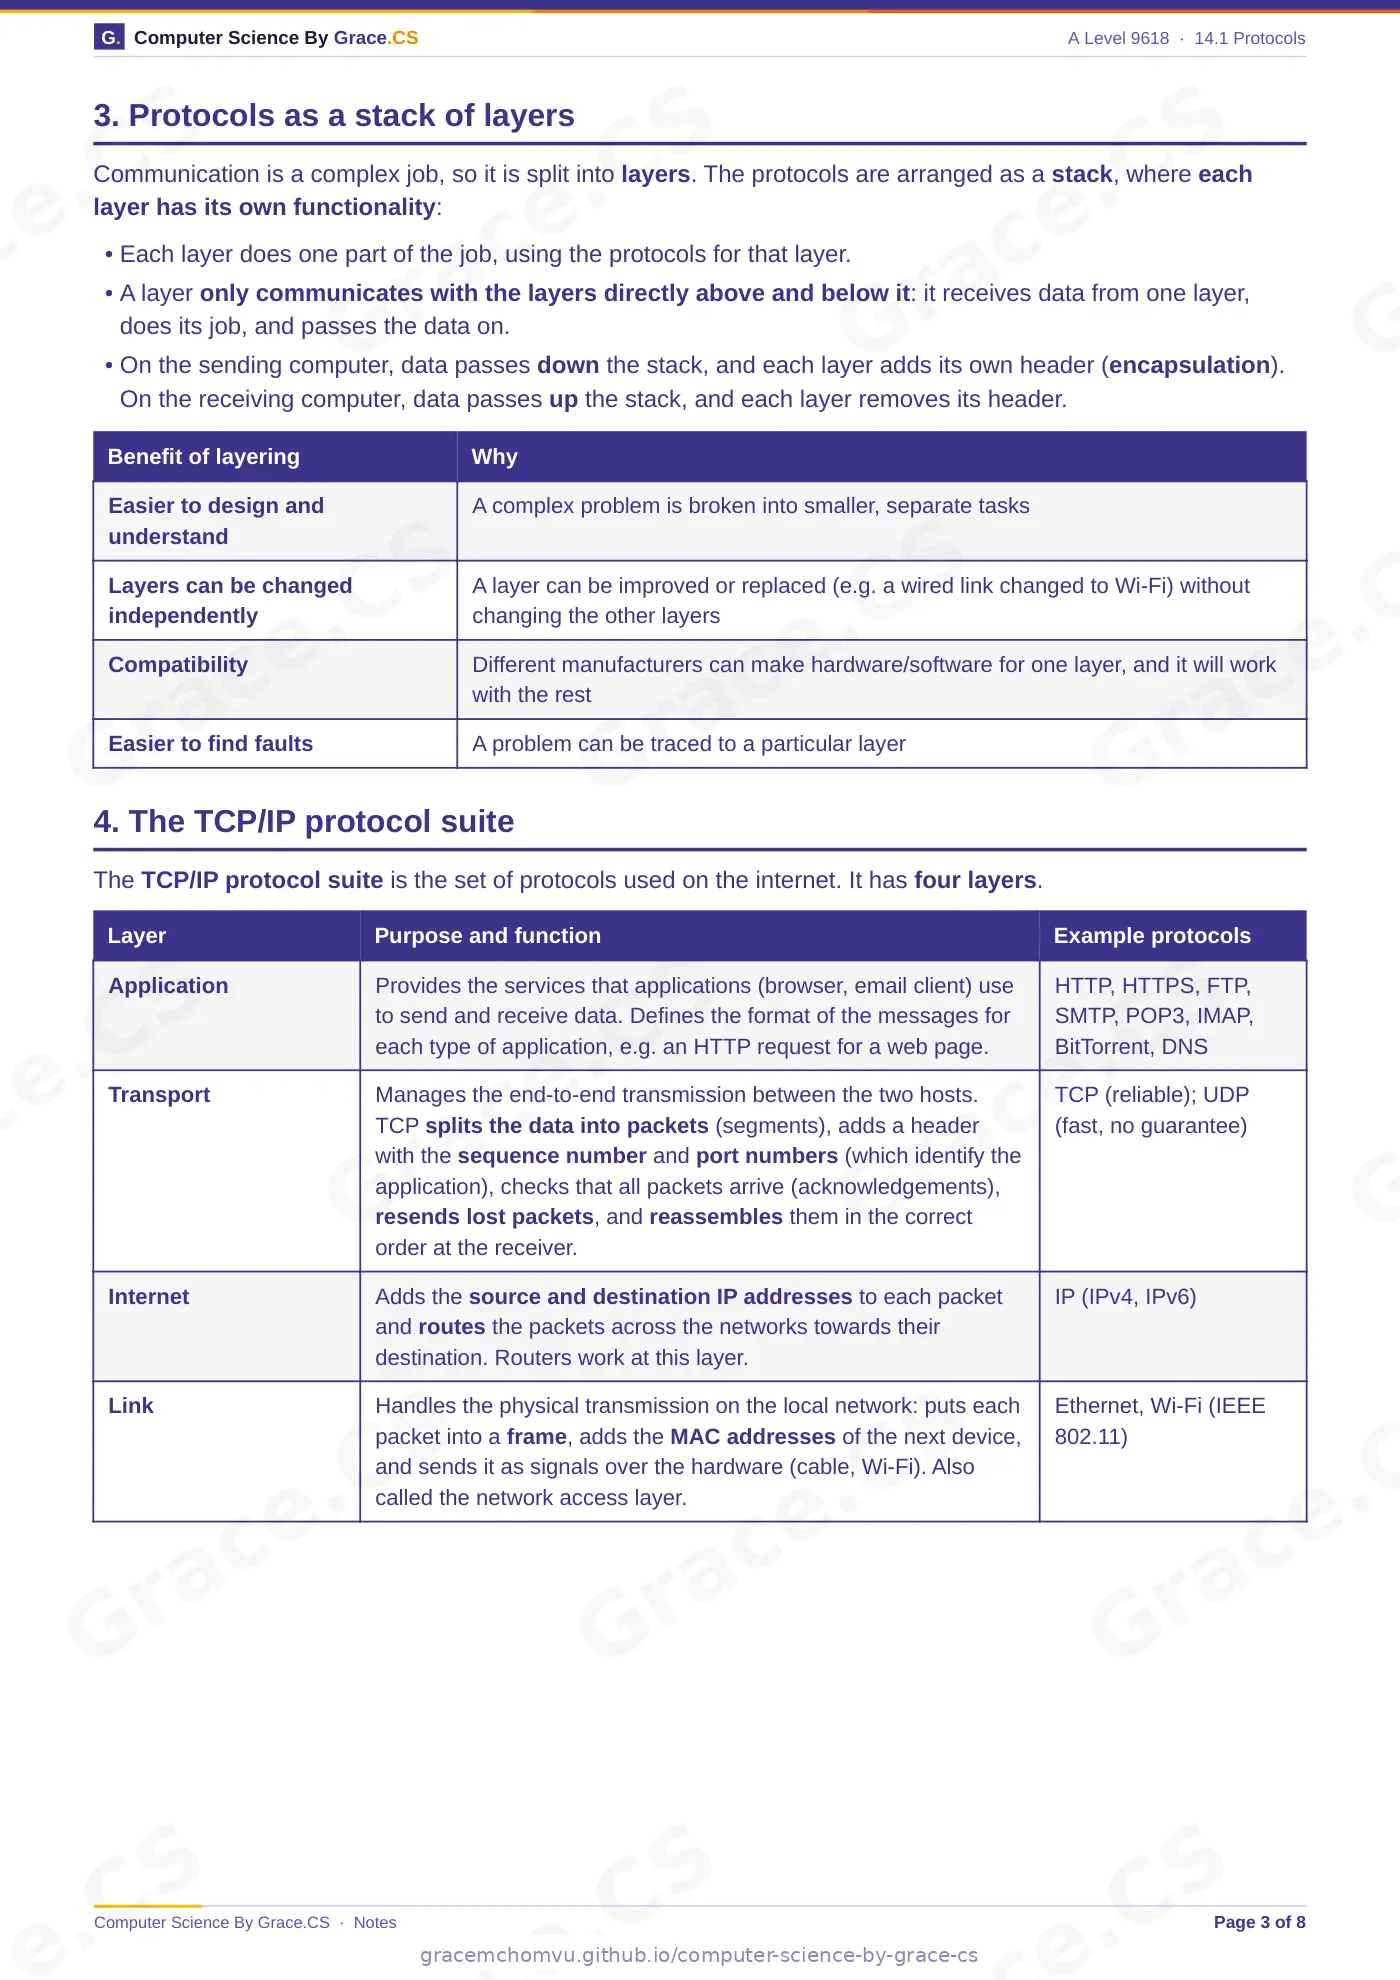 G. Computer Science By Grace.CS
A Level 9618 · 14.1 Protocols
3. Protocols as a stack of layers
Communication is a complex job, so it is split into layers. The protocols are arranged as a stack, where each
layer has its own functionality:
• Each layer does one part of the job, using the protocols for that layer.
• A layer only communicates with the layers directly above and below it: it receives data from one layer,
does its job, and passes the data on.
• On the sending computer, data passes down the stack, and each layer adds its own header (encapsulation).
On the receiving computer, data passes up the stack, and each layer removes its header.
Benefit of layering
Why
Easier to design and
understand
A complex problem is broken into smaller, separate tasks
Layers can be changed
independently
A layer can be improved or replaced (e.g. a wired link changed to Wi-Fi) without
changing the other layers
Compatibility
Different manufacturers can make hardware/software for one layer, and it will work
with the rest
Easier to find faults
A problem can be traced to a particular layer
4. The TCP/IP protocol suite
The TCP/IP protocol suite is the set of protocols used on the internet. It has four layers.
Layer
Purpose and function
Example protocols
Application
Provides the services that applications (browser, email client) use
to send and receive data. Defines the format of the messages for
each type of application, e.g. an HTTP request for a web page.
HTTP, HTTPS, FTP,
SMTP, POP3, IMAP,
BitTorrent, DNS
Transport
Manages the end-to-end transmission between the two hosts.
TCP splits the data into packets (segments), adds a header
with the sequence number and port numbers (which identify the
application), checks that all packets arrive (acknowledgements),
resends lost packets, and reassembles them in the correct
order at the receiver.
TCP (reliable); UDP
(fast, no guarantee)
Internet
Adds the source and destination IP addresses to each packet
and routes the packets across the networks towards their
destination. Routers work at this layer.
IP (IPv4, IPv6)
Link
Handles the physical transmission on the local network: puts each
packet into a frame, adds the MAC addresses of the next device,
and sends it as signals over the hardware (cable, Wi-Fi). Also
called the network access layer.
Ethernet, Wi-Fi (IEEE
802.11)
Computer Science By Grace.CS · Notes
Page 3 of 8
gracemchomvu.github.io/computer-science-by-grace-cs